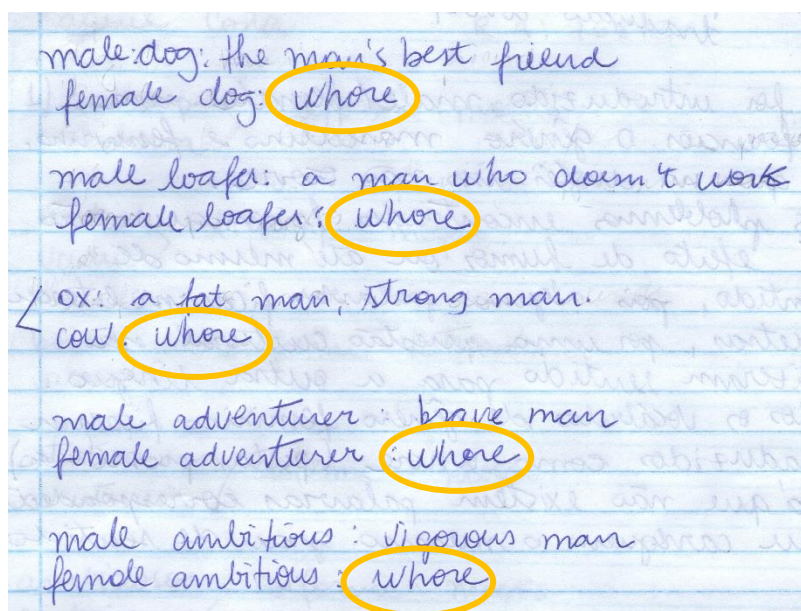 male: dog: the man's best friend
female dog: whore
male loafer: a man who doesn't work
female loafer: whore
ox: a fat man, strong man.
cow: whore
male adventurer: brave man
female adventurer: whore
male ambitious: vigorous man
female ambitious: whore